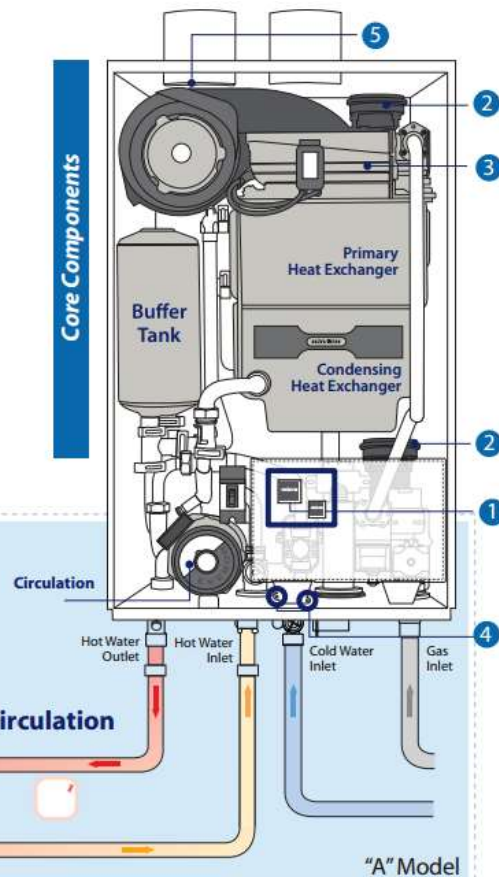 5
2
3
Core Components
Primary
Heat Exchanger
Buffer
Tank
Condensing
Heat Exchanger
2
1
Circulation
4
Hot Water
Outlet
Hot Water
Inlet
Cold Water
Inlet
Gas
Inlet
irculation
"A" Model